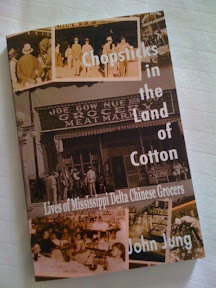 Chopsticks
in the
Land
of
Cotton
JOE GOW NUE
GROCERY
MEAT MARKET
Lives of Mississippi Delta Chinese Grocers
John Jung